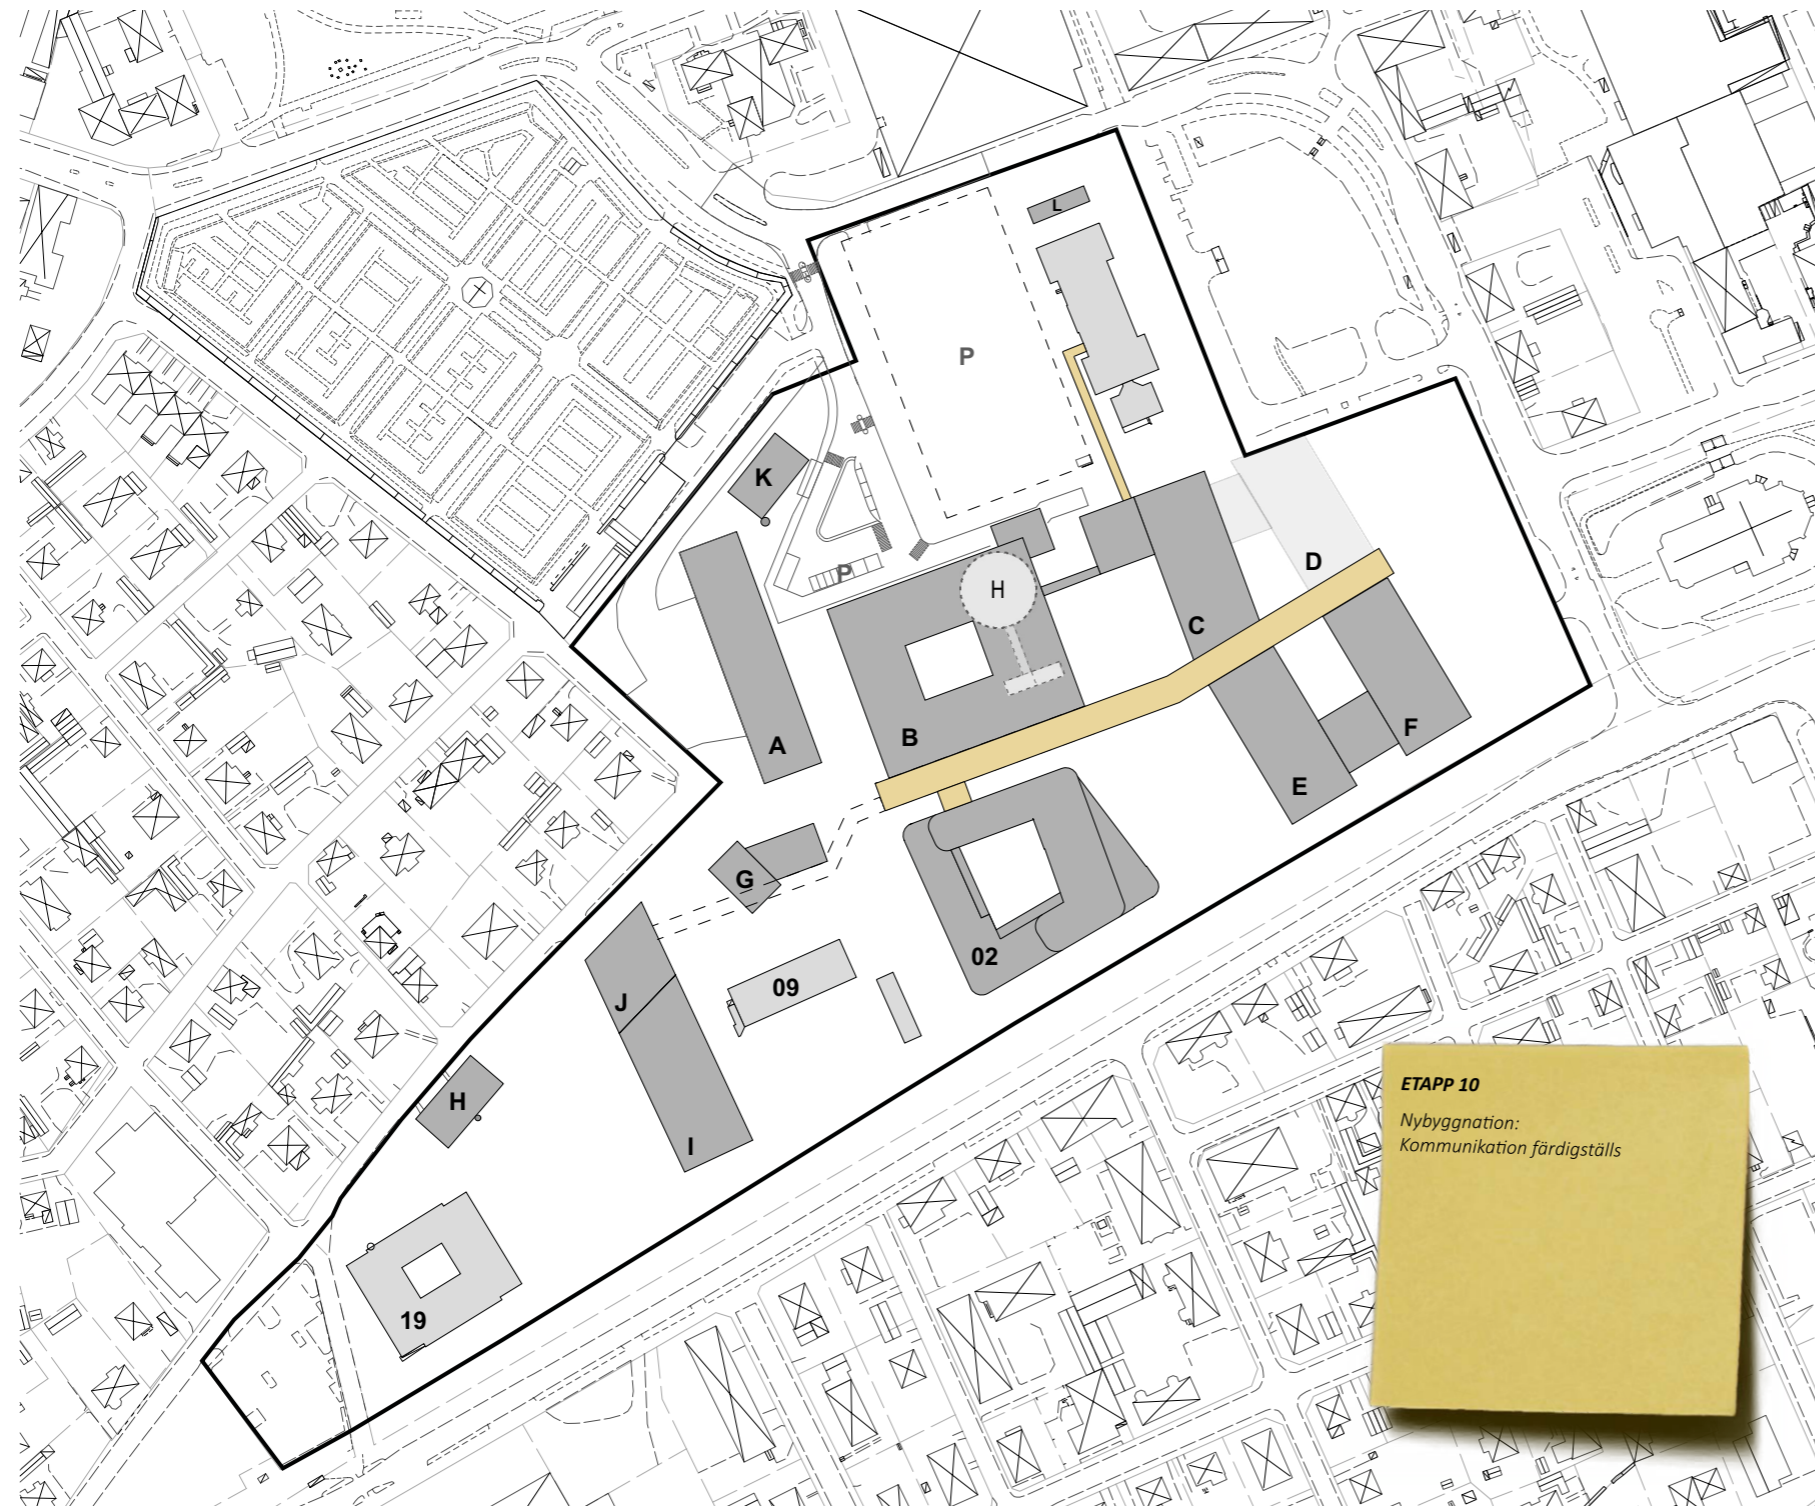 L
P
K
P
H
D
C
A
B
F
E
G
02
09
J
H
I
19
ETAPP 10
Nybyggnation:
Kommunikation färdigställs